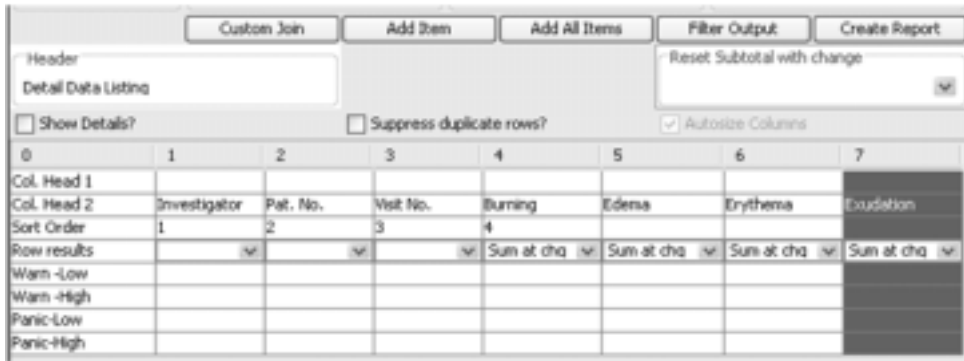 Custom Join Add Item Add All Items Filter Output Create Report
Header
Detail Data Listing
Reset Subtotal with change
Show Details? Suppress duplicate rows? Autosize Columns
0 1 2 3 4 5 6 7
Col. Head 1
Col. Head 2 Investigator Pat. No. Visit No. Burning Edema Erythema Exudation
Sort Order 1 2 3 4
Row results Sum at chg Sum at chg Sum at chg Sum at chg
Warn -Low
Warn -High
Panic-Low
Panic-High